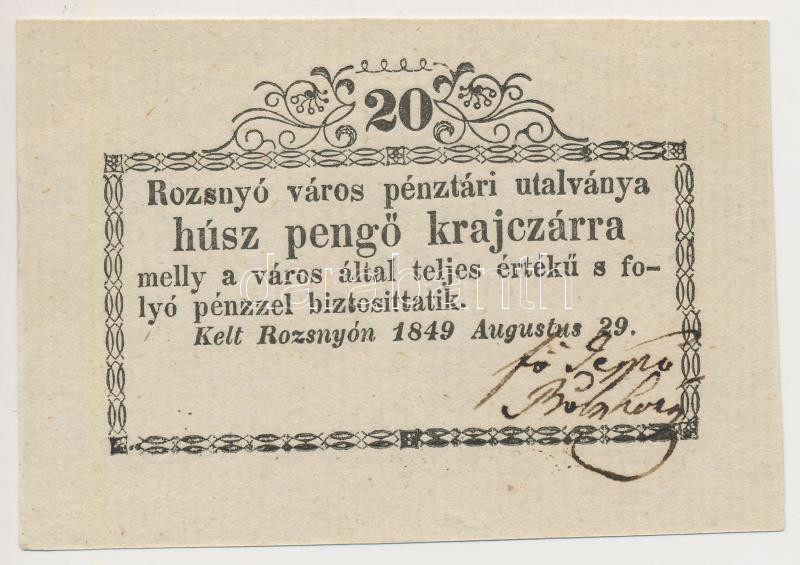 20
Rozsnyó város pénztári utalványa
húsz pengő krajczárra
melly a város által teljes értékű s fo-
lyó pénzzel biztosittatik.
Kelt Rozsnyón 1849 Augustus 29.
darabanth